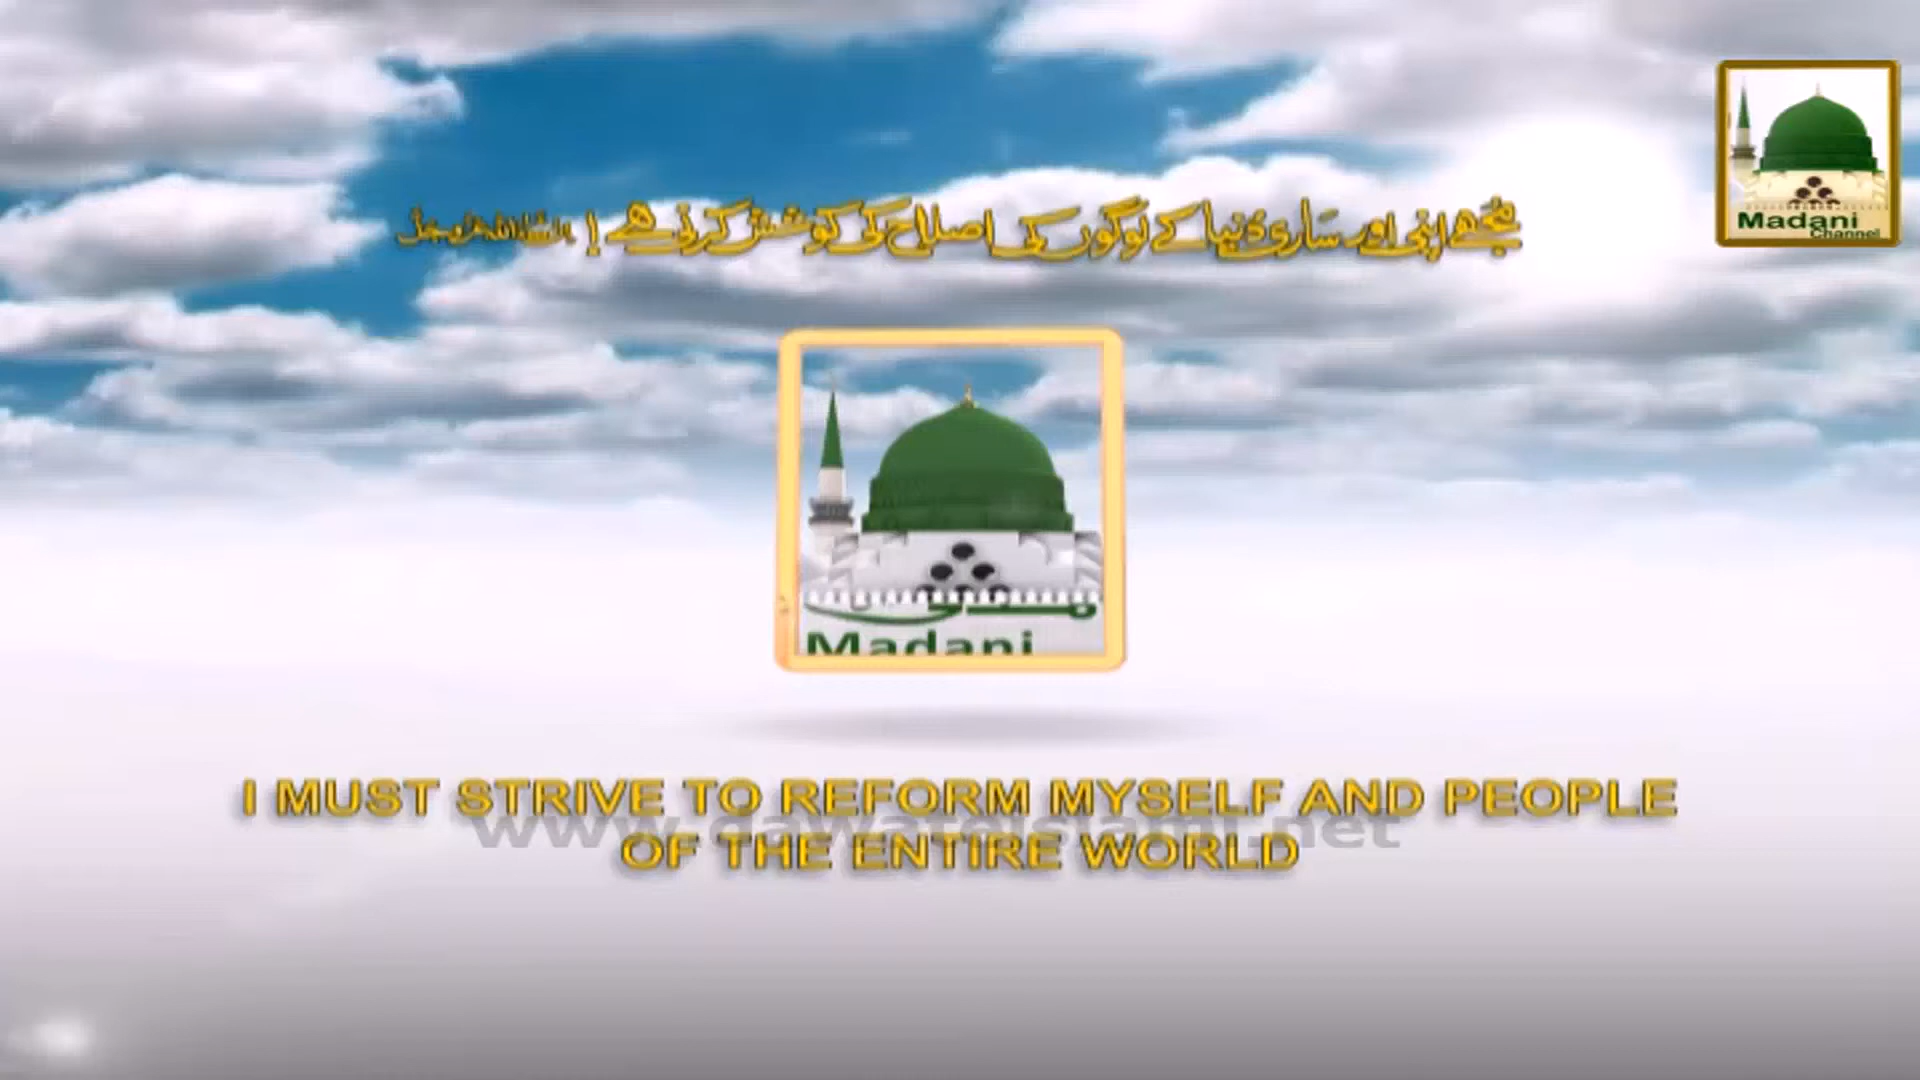 مجھے اپنی اور ساری دنیا کے لوگوں کی اصلاح کی کوشش کرنی ہے ! ان شاء اللہ عزوجل
Madani
Channel
مدنی
Madani
I MUST STRIVE TO REFORM MYSELF AND PEOPLE
www.dawateislami.net
OF THE ENTIRE WORLD